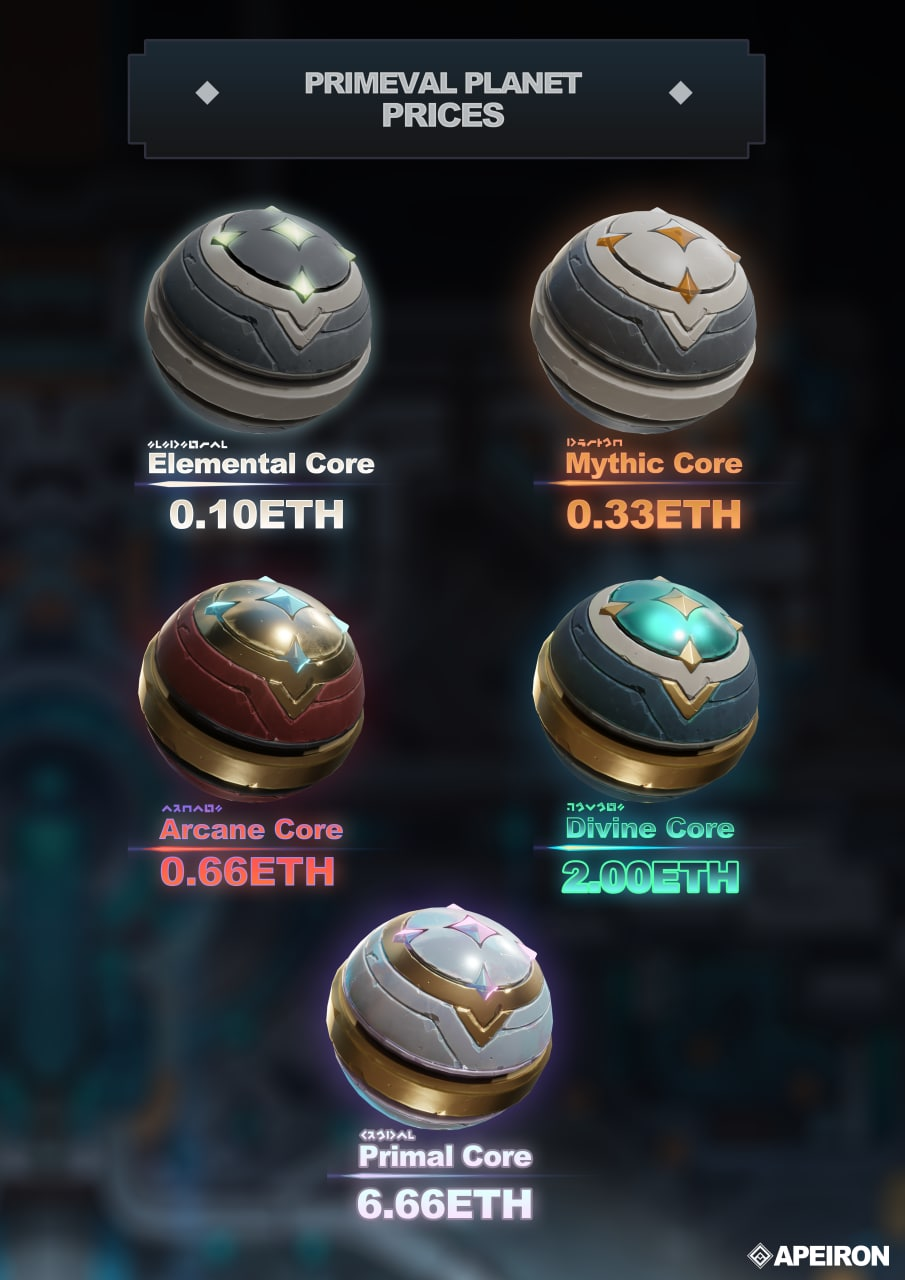 PRIMEVAL PLANET
PRICES
Elemental Core
0.10ETH
Mythic Core
0.33ETH
Arcane Core
0.66ETH
Divine Core
2.00ETH
Primal Core
6.66ETH
APEIRON